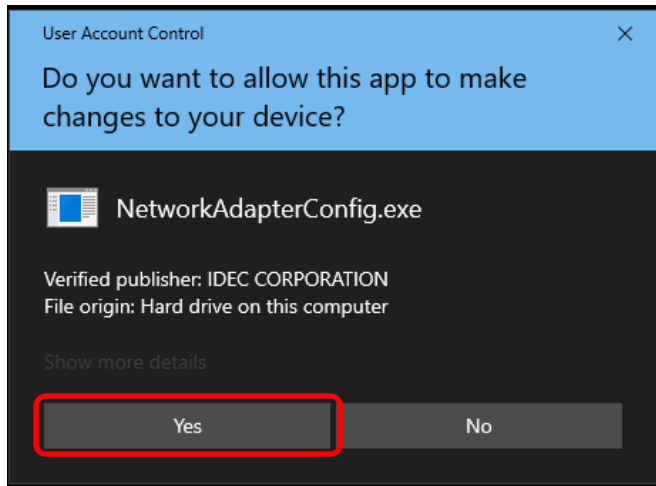 User Account Control
Do you want to allow this app to make
changes to your device?
NetworkAdapterConfig.exe
Verified publisher: IDEC CORPORATION
File origin: Hard drive on this computer
Show more details
Yes
No